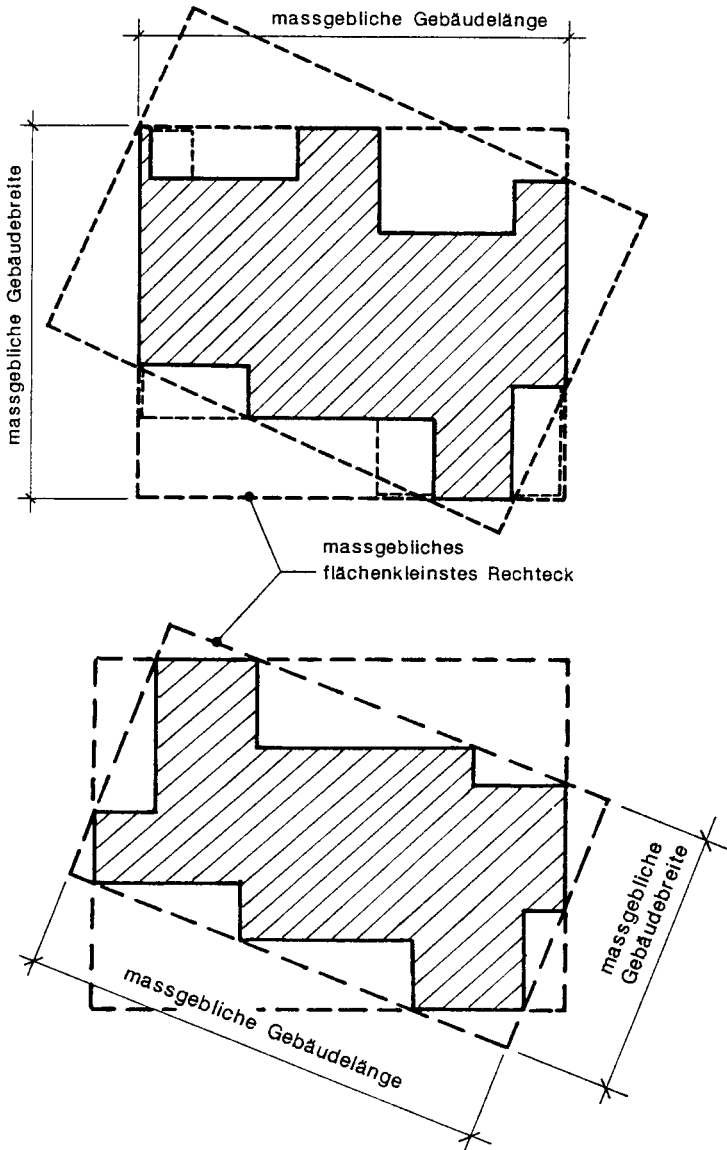 massgebliche Gebäudelänge
massgebliche Gebäudebreite
massgebliches
flächenkleinstes Rechteck
massgebliche Gebäudelänge
massgebliche
Gebäudebreite